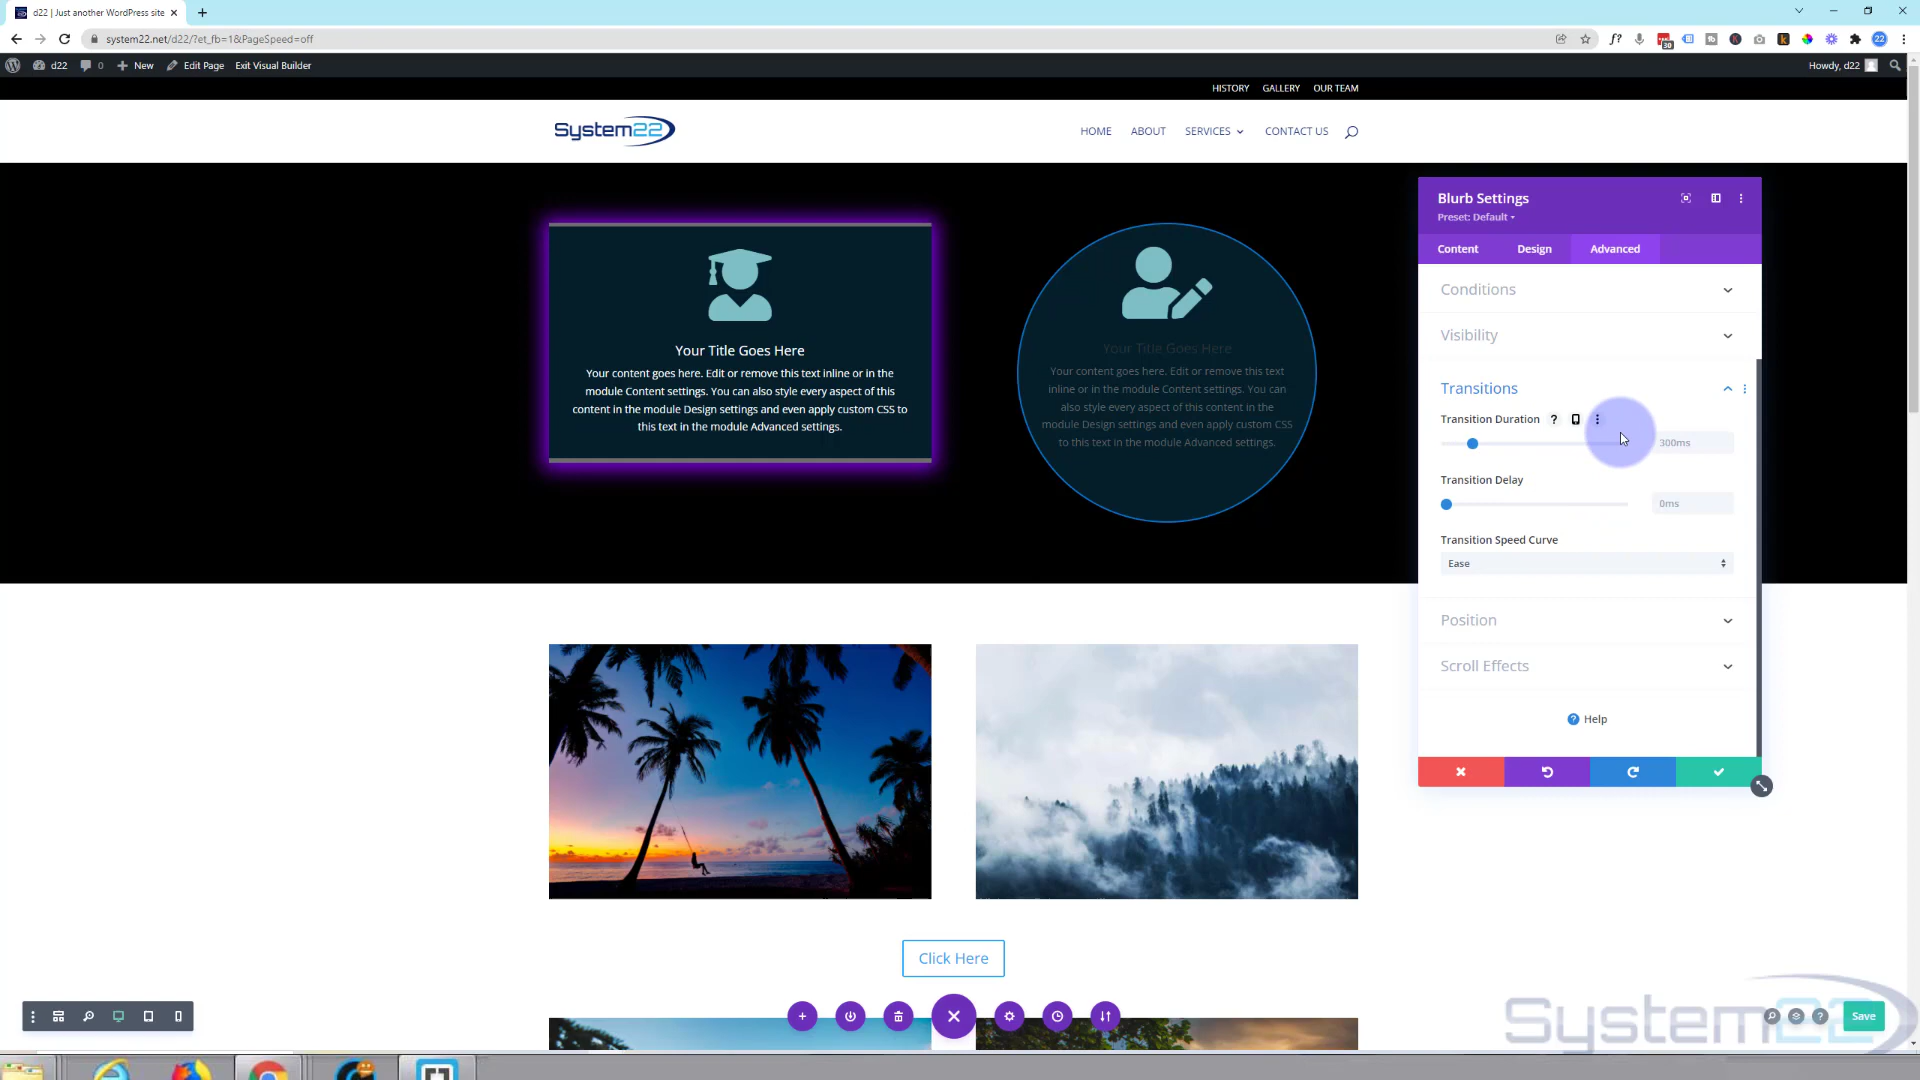 d22 | Just another WordPress site
system22.net/d22/?et_fb=1&PageSpeed=off
f?
30
22
d22
0
New
Edit Page
Exit Visual Builder
Howdy, d22
HISTORY
GALLERY
OUR TEAM
System22
HOME
ABOUT
SERVICES
CONTACT US
Your Title Goes Here
Your content goes here. Edit or remove this text inline or in the
module Content settings. You can also style every aspect of this
content in the module Design settings and even apply custom CSS to
this text in the module Advanced settings.
Your Title Goes Here
Your content goes here. Edit or remove this text
inline or in the module Content settings. You can
also style every aspect of this content in the
module Design settings and even apply custom CSS
to this text in the module Advanced settings.
Blurb Settings
Preset: Default
Content
Design
Advanced
Conditions
Visibility
Transitions
Transition Duration
300ms
Transition Delay
0ms
Transition Speed Curve
Ease
Position
Scroll Effects
Help
Click Here
Save
System22